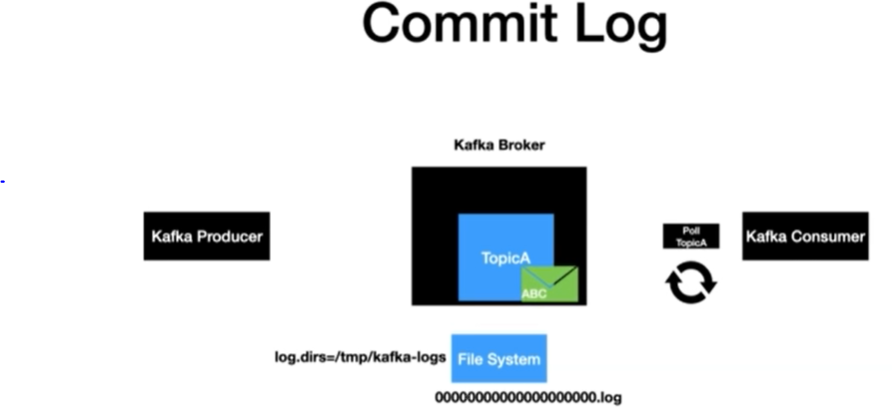 Commit Log
Kafka Broker
Kafka Producer
TopicA
ABC
Poll
TopicA
Kafka Consumer
log.dirs=/tmp/kafka-logs
File System
00000000000000000000.log